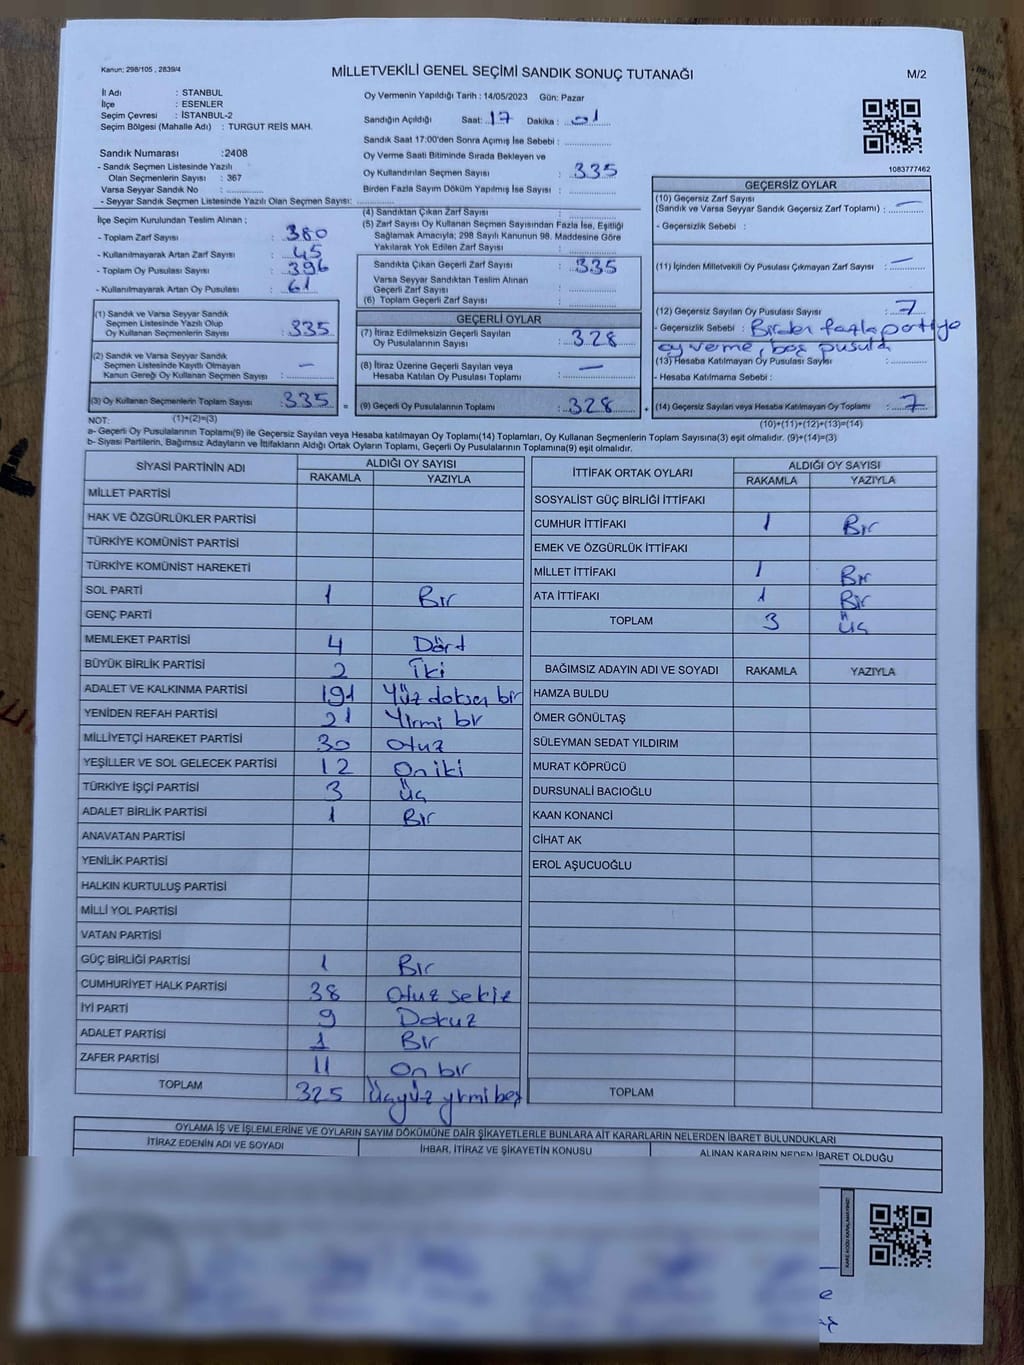 Kanun: 298/105 , 2839/4
MİLLETVEKİLİ GENEL SEÇİMİ SANDIK SONUÇ TUTANAĞI
M/2
İl Adı : STANBUL
İlçe : ESENLER
Seçim Çevresi : İSTANBUL-2
Seçim Bölgesi (Mahalle Adı) : TURGUT REİS MAH.
Sandık Numarası :2408
- Sandık Seçmen Listesinde Yazılı
Olan Seçmenlerin Sayısı : 367
Varsa Seyyar Sandık No :
- Seyyar Sandık Seçmen Listesinde Yazılı Olan Seçmen Sayısı:
Oy Vermenin Yapıldığı Tarih : 14/05/2023 Gün: Pazar
Sandığın Açıldığı Saat: 17 Dakika : 01
Sandık Saat 17:00'den Sonra Açımış İse Sebebi :
Oy Verme Saati Bitiminde Sırada Bekleyen ve
Oy Kullandırılan Seçmen Sayısı : 335
Birden Fazla Sayım Döküm Yapılmış İse Sayısı :
1083777462
İlçe Seçim Kurulundan Teslim Alınan ;
- Toplam Zarf Sayısı : 380
- Kullanılmayarak Artan Zarf Sayısı : 45
- Toplam Oy Pusulası Sayısı : 396
- Kullanılmayarak Artan Oy Pusulası : 61
(1) Sandık ve Varsa Seyyar Sandık
Seçmen Listesinde Yazılı Olup
Oy Kullanan Seçmenlerin Sayısı : 335
(2) Sandık ve Varsa Seyyar Sandık
Seçmen Listesinde Kayıtlı Olmayan
Kanun Gereği Oy Kullanan Seçmen Sayısı : —
(3) Oy Kullanan Seçmenlerin Toplam Sayısı : 335
(1)+(2)=(3)
(4) Sandıktan Çıkan Zarf Sayısı :
(5) Zarf Sayısı Oy Kullanan Seçmen Sayısından Fazla İse, Eşitliği
Sağlamak Amacıyla; 298 Sayılı Kanunun 98. Maddesine Göre
Yakılarak Yok Edilen Zarf Sayısı :
Sandıkta Çıkan Geçerli Zarf Sayısı : 335
Varsa Seyyar Sandıktan Teslim Alınan
Geçerli Zarf Sayısı :
(6) Toplam Geçerli Zarf Sayısı :
GEÇERLİ OYLAR
(7) İtiraz Edilmeksizin Geçerli Sayılan
Oy Pusulalarının Sayısı : 328
(8) İtiraz Üzerine Geçerli Sayılan veya
Hesaba Katılan Oy Pusulası Toplamı : —
= (9) Geçerli Oy Pusulalarının Toplamı : 328
GEÇERSİZ OYLAR
(10) Geçersiz Zarf Sayısı
(Sandık ve Varsa Seyyar Sandık Geçersiz Zarf Toplamı) : —
- Geçersizlik Sebebi :
(11) İçinden Milletvekili Oy Pusulası Çıkmayan Zarf Sayısı : —
(12) Geçersiz Sayılan Oy Pusulası Sayısı : 7
- Geçersizlik Sebebi : Birden fazla partiye
oy verme, boş pusula
(13) Hesaba Katılmayan Oy Pusulası Sayısı :
- Hesaba Katılmama Sebebi :
+ (14) Geçersiz Sayılan veya Hesaba Katılmayan Oy Toplamı : 7
(10)+(11)+(12)+(13)=(14)
NOT:
a- Geçerli Oy Pusulalarının Toplamı(9) ile Geçersiz Sayılan veya Hesaba katılmayan Oy Toplamı(14) Toplamları, Oy Kullanan Seçmenlerin Toplam Sayısına(3) eşit olmalıdır. (9)+(14)=(3)
b- Siyasi Partilerin, Bağımsız Adayların ve İttifakların Aldığı Ortak Oyların Toplamı, Geçerli Oy Pusulalarının Toplamına(9) eşit olmalıdır.
SİYASİ PARTİNİN ADI ALDIĞI OY SAYISI
RAKAMLA YAZIYLA
MİLLET PARTİSİ
HAK VE ÖZGÜRLÜKLER PARTİSİ
TÜRKİYE KOMÜNİST PARTİSİ
TÜRKİYE KOMÜNİST HAREKETİ
SOL PARTİ 1 Bir
GENÇ PARTİ
MEMLEKET PARTİSİ 4 Dört
BÜYÜK BİRLİK PARTİSİ 2 İki
ADALET VE KALKINMA PARTİSİ 191 Yüz doksan bir
YENİDEN REFAH PARTİSİ 21 Yirmi bir
MİLLİYETÇİ HAREKET PARTİSİ 30 Otuz
YEŞİLLER VE SOL GELECEK PARTİSİ 12 On iki
TÜRKİYE İŞÇİ PARTİSİ 3 Üç
ADALET BİRLİK PARTİSİ 1 Bir
ANAVATAN PARTİSİ
YENİLİK PARTİSİ
HALKIN KURTULUŞ PARTİSİ
MİLLİ YOL PARTİSİ
VATAN PARTİSİ
GÜÇ BİRLİĞİ PARTİSİ 1 Bir
CUMHURİYET HALK PARTİSİ 38 Otuz sekiz
İYİ PARTİ 9 Dokuz
ADALET PARTİSİ 1 Bir
ZAFER PARTİSİ 11 On bir
TOPLAM 325 Üçyüz yirmi beş
İTTİFAK ORTAK OYLARI ALDIĞI OY SAYISI
RAKAMLA YAZIYLA
SOSYALİST GÜÇ BİRLİĞİ İTTİFAKI
CUMHUR İTTİFAKI 1 Bir
EMEK VE ÖZGÜRLÜK İTTİFAKI
MİLLET İTTİFAKI 1 Bir
ATA İTTİFAKI 1 Bir
TOPLAM 3 Üç
BAĞIMSIZ ADAYIN ADI VE SOYADI RAKAMLA YAZIYLA
HAMZA BULDU
ÖMER GÖNÜLTAŞ
SÜLEYMAN SEDAT YILDIRIM
MURAT KÖPRÜCÜ
DURSUNALİ BACIOĞLU
KAAN KONANCİ
CİHAT AK
EROL AŞUCUOĞLU
TOPLAM
OYLAMA İŞ VE İŞLEMLERİNE VE OYLARIN SAYIM DÖKÜMÜNE DAİR ŞİKAYETLERLE BUNLARA AİT KARARLARIN NELERDEN İBARET BULUNDUKLARI
İTİRAZ EDENİN ADI VE SOYADI İHBAR, İTİRAZ VE ŞİKAYETİN KONUSU ALINAN KARARIN NEDEN İBARET OLDUĞU